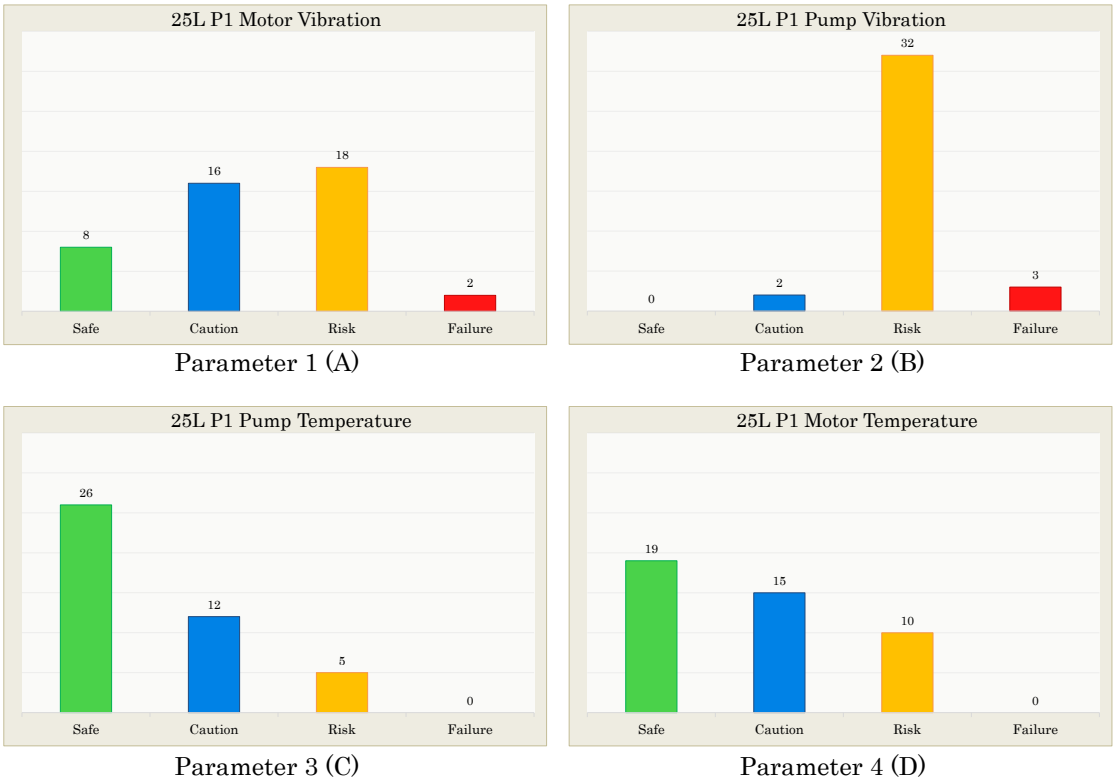 25L P1 Motor Vibration
8
16
18
2
Safe
Caution
Risk
Failure
Parameter 1 (A)
25L P1 Pump Vibration
0
2
32
3
Safe
Caution
Risk
Failure
Parameter 2 (B)
25L P1 Pump Temperature
26
12
5
0
Safe
Caution
Risk
Failure
Parameter 3 (C)
25L P1 Motor Temperature
19
15
10
0
Safe
Caution
Risk
Failure
Parameter 4 (D)